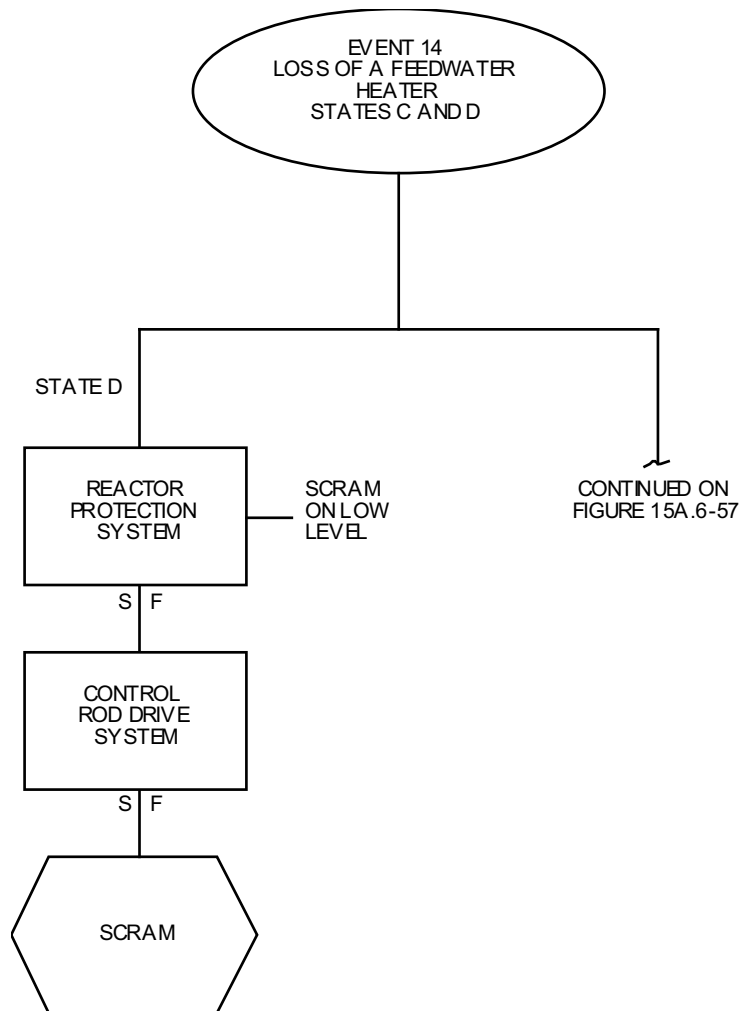 EVENT 14
LOSS OF A FEEDWATER
HEATER
STATES C AND D
STATE D
REACTOR
PROTECTION
SYSTEM
SCRAM
ON LOW
LEVEL
CONTINUED ON
FIGURE 15A.6-57
S F
CONTROL
ROD DRIVE
SYSTEM
S F
SCRAM